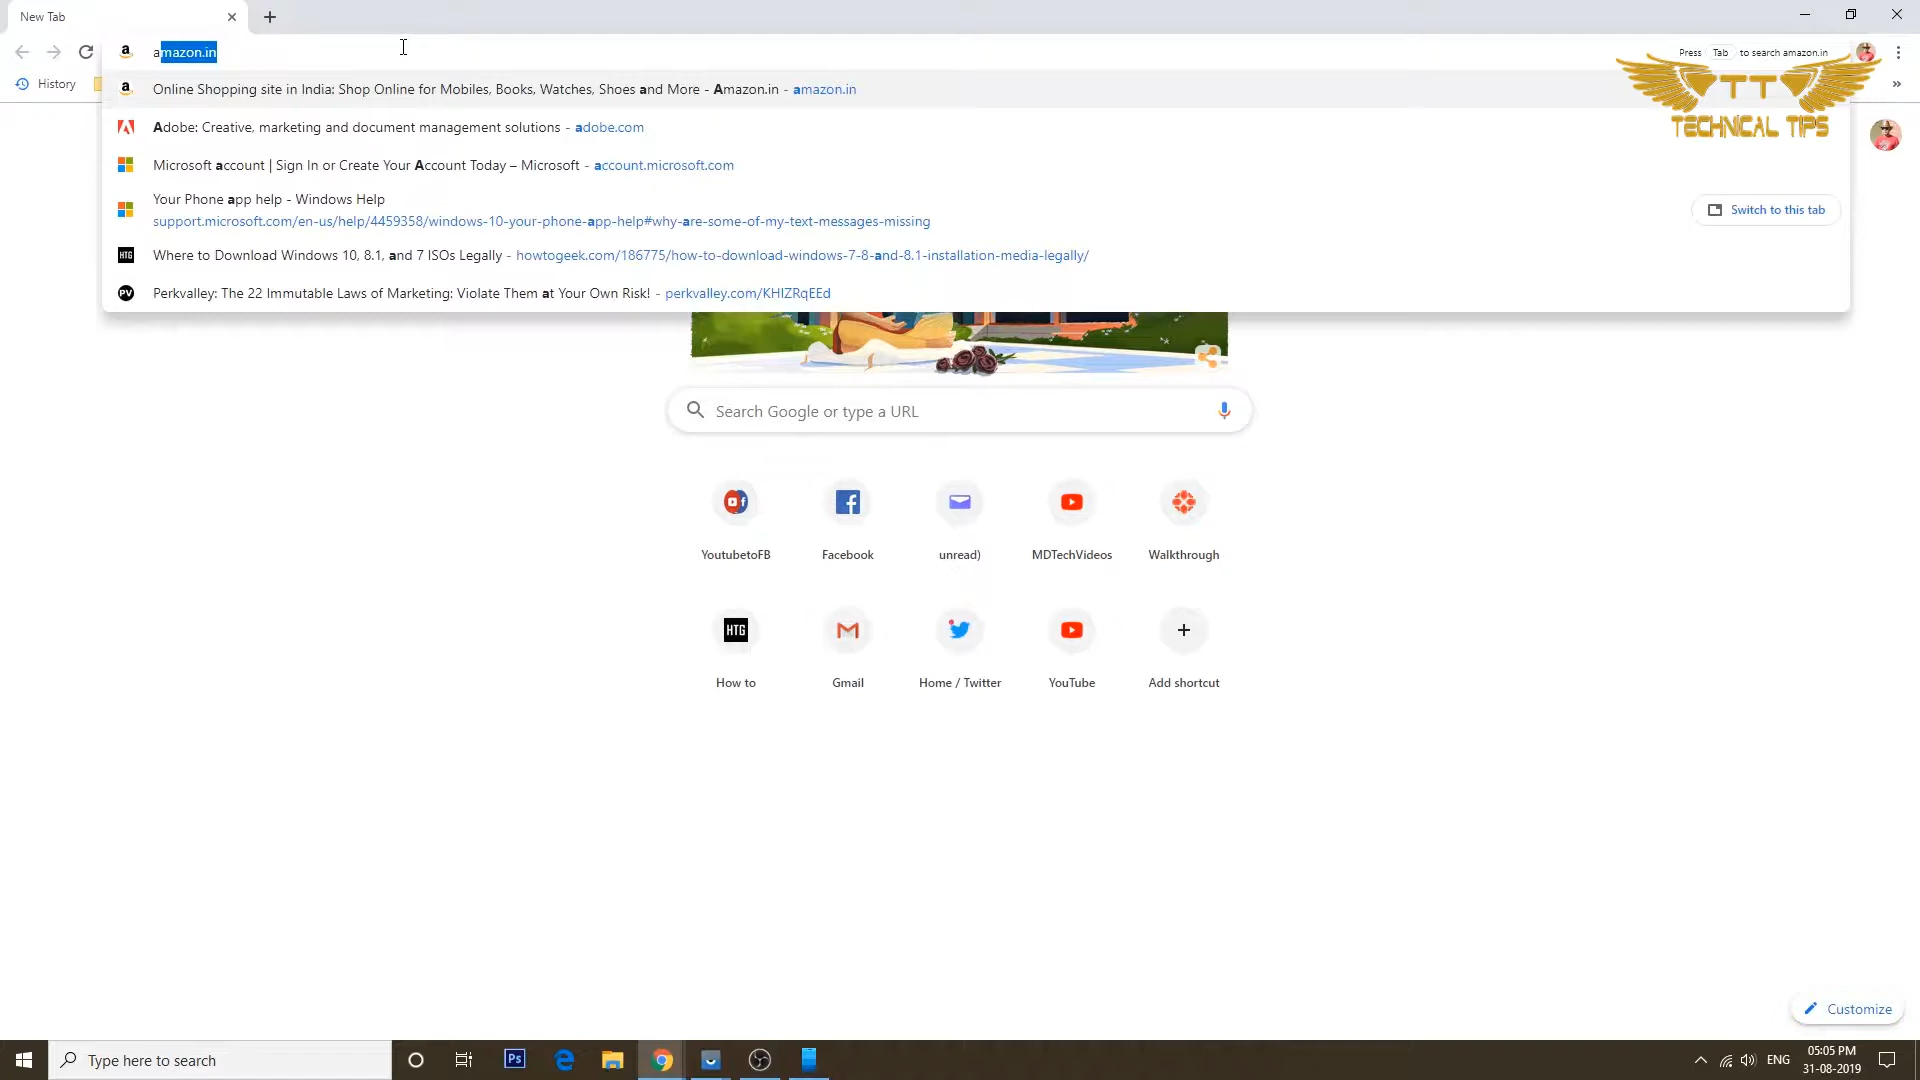 New Tab
amazon.in
Press Tab to search amazon.in
History
Online Shopping site in India: Shop Online for Mobiles, Books, Watches, Shoes and More - Amazon.in - amazon.in
TT
TECHNICAL TIPS
Adobe: Creative, marketing and document management solutions - adobe.com
Microsoft account | Sign In or Create Your Account Today – Microsoft - account.microsoft.com
Your Phone app help - Windows Help
support.microsoft.com/en-us/help/4459358/windows-10-your-phone-app-help#why-are-some-of-my-text-messages-missing
Switch to this tab
HTG
Where to Download Windows 10, 8.1, and 7 ISOs Legally - howtogeek.com/186775/how-to-download-windows-7-8-and-8.1-installation-media-legally/
PV
Perkvalley: The 22 Immutable Laws of Marketing: Violate Them at Your Own Risk! - perkvalley.com/KHIZRqEEd
Search Google or type a URL
YoutubetoFB
Facebook
unread)
MDTechVideos
Walkthrough
HTG
How to
Gmail
Home / Twitter
YouTube
Add shortcut
Customize
Type here to search
Ps
ENG
05:05 PM
31-08-2019